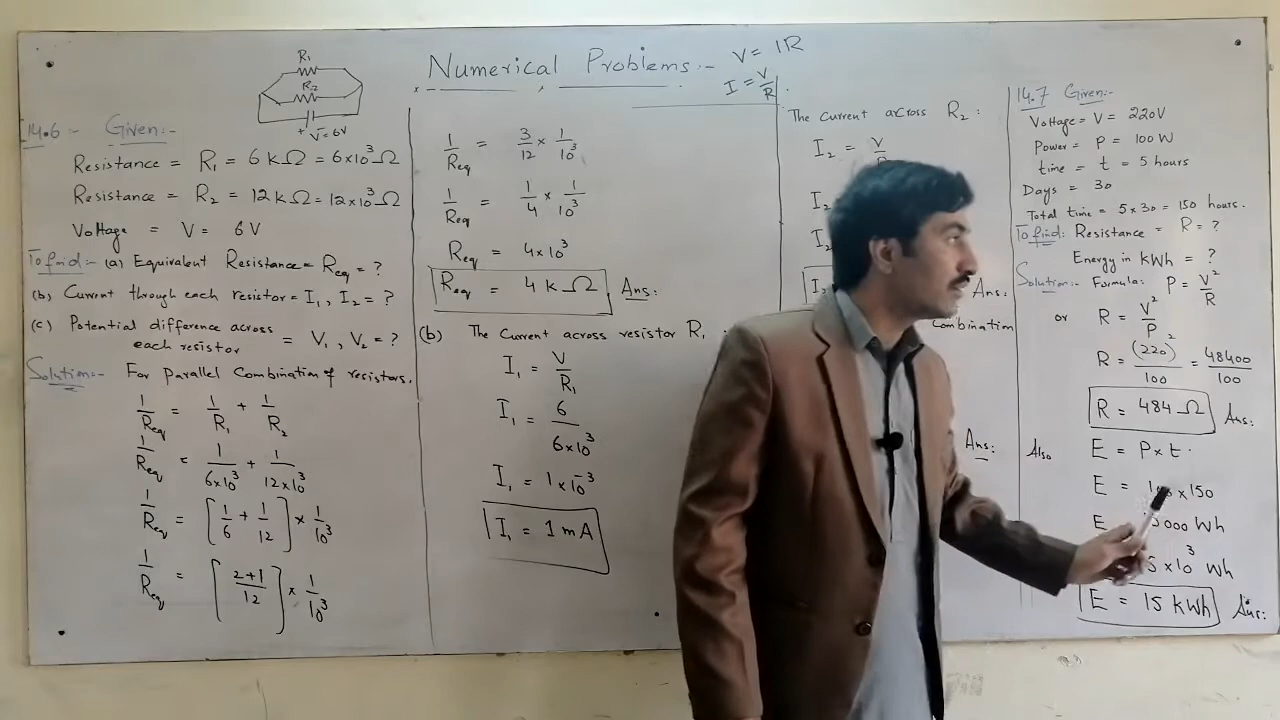 Numerical Problems:-
V = IR
I = V/R
R₁
R₂
V = 6V
14.6:- Given:-
Resistance = R₁ = 6 kΩ = 6×10³Ω
Resistance = R₂ = 12 kΩ = 12×10³Ω
Voltage = V = 6 V
To find:- (a) Equivalent Resistance = Req = ?
(b) Current through each resistor = I₁, I₂ = ?
(c) Potential difference across each resistor = V₁, V₂ = ?
Solution:- For Parallel Combination of resistors.
1/Req = 1/R₁ + 1/R₂
1/Req = 1/6×10³ + 1/12×10³
1/Req = [1/6 + 1/12] × 1/10³
1/Req = [2+1/12] × 1/10³
1/Req = 3/12 × 1/10³
1/Req = 1/4 × 1/10³
Req = 4×10³
Req = 4 kΩ Ans:
(b) The Current across resistor R₁
I₁ = V/R₁
I₁ = 6/6×10³
I₁ = 1×10⁻³
I₁ = 1 mA
The Current across R₂:
I₂ = V/
I₂
I₂
I₂ Ans:
Combination
Ans:
14.7 Given:-
Voltage = V = 220V
Power = P = 100 W
time = t = 5 hours
Days = 30
Total time = 5×30 = 150 hours.
To find: Resistance = R = ?
Energy in kWh = ?
Solution:- Formula: P = V²/R
or R = V²/P
R = (220)²/100 = 48400/100
R = 484 Ω Ans:
Also E = P×t.
E = ×150
E 000 Wh
×10³ Wh
E = 15 kWh Ans: